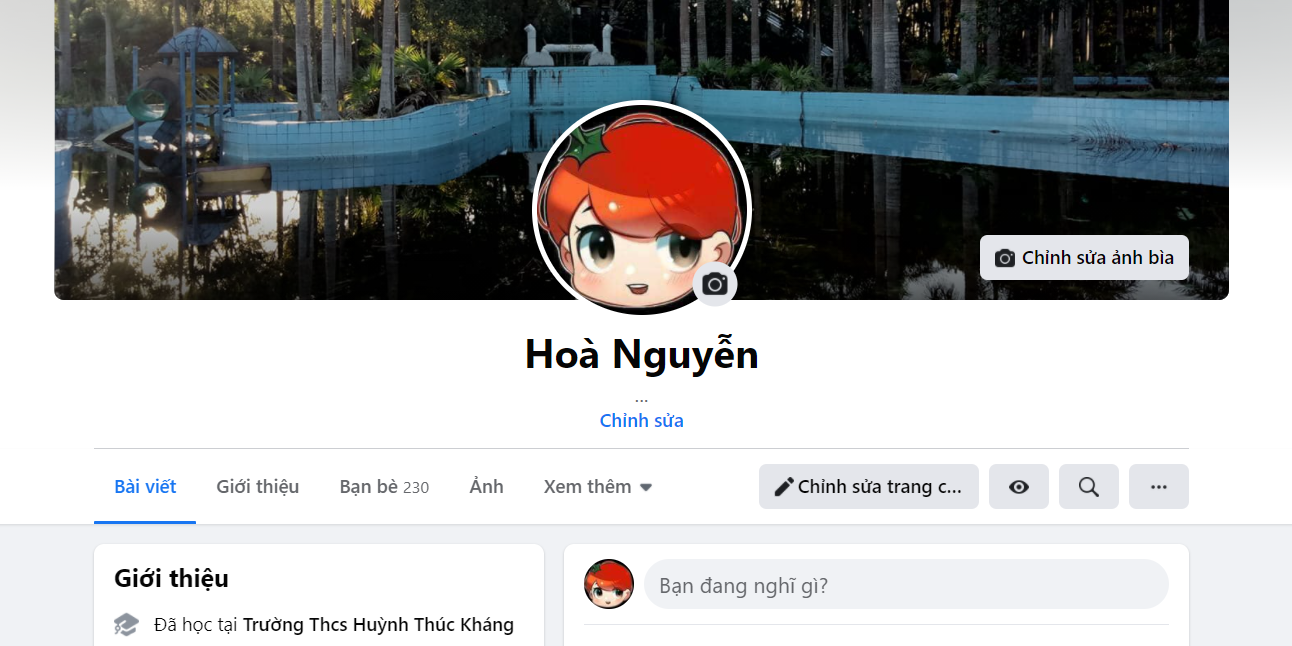 Chỉnh sửa ảnh bìa
Hoà Nguyễn
...
Chỉnh sửa
Bài viết Giới thiệu Bạn bè 230 Ảnh Xem thêm Chỉnh sửa trang c...
Giới thiệu
Đã học tại Trường Thcs Huỳnh Thúc Kháng
Bạn đang nghĩ gì?